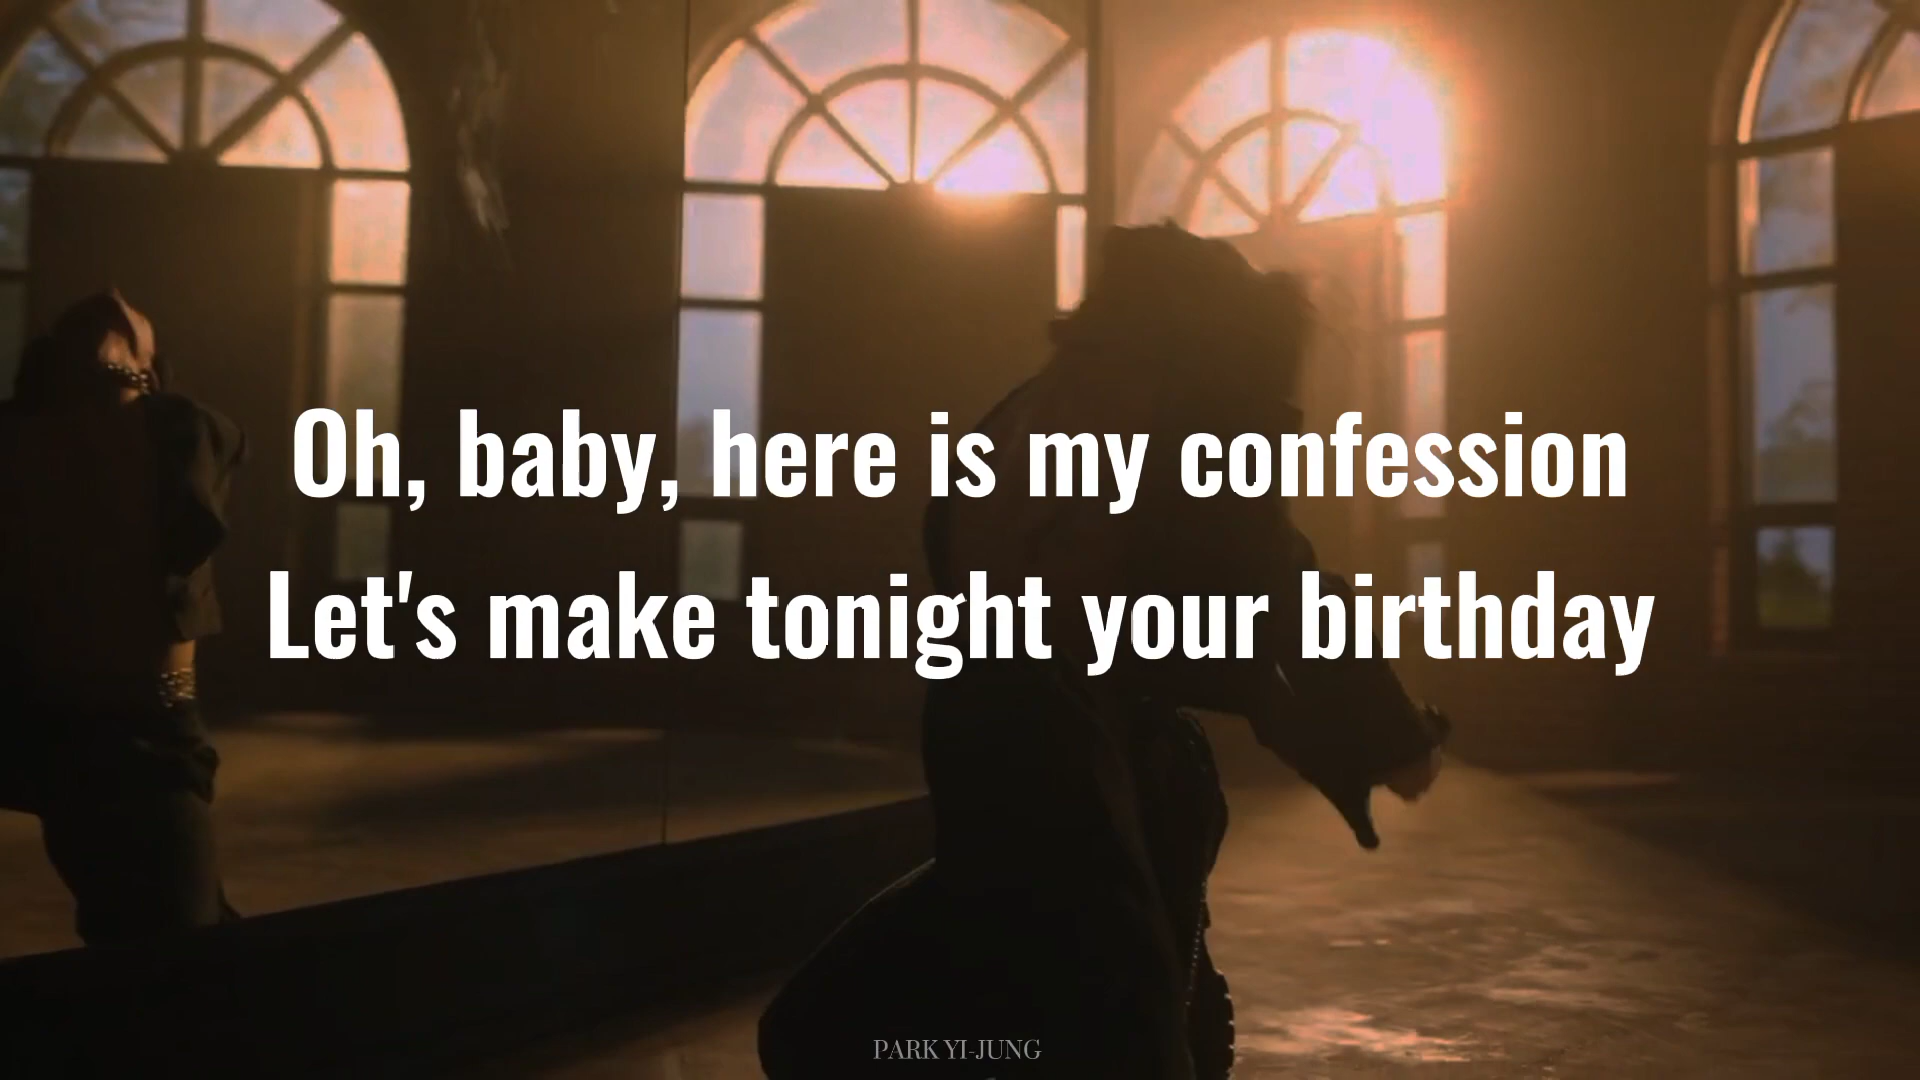 Oh, baby, here is my confession
Let's make tonight your birthday
PARK YI-JUNG